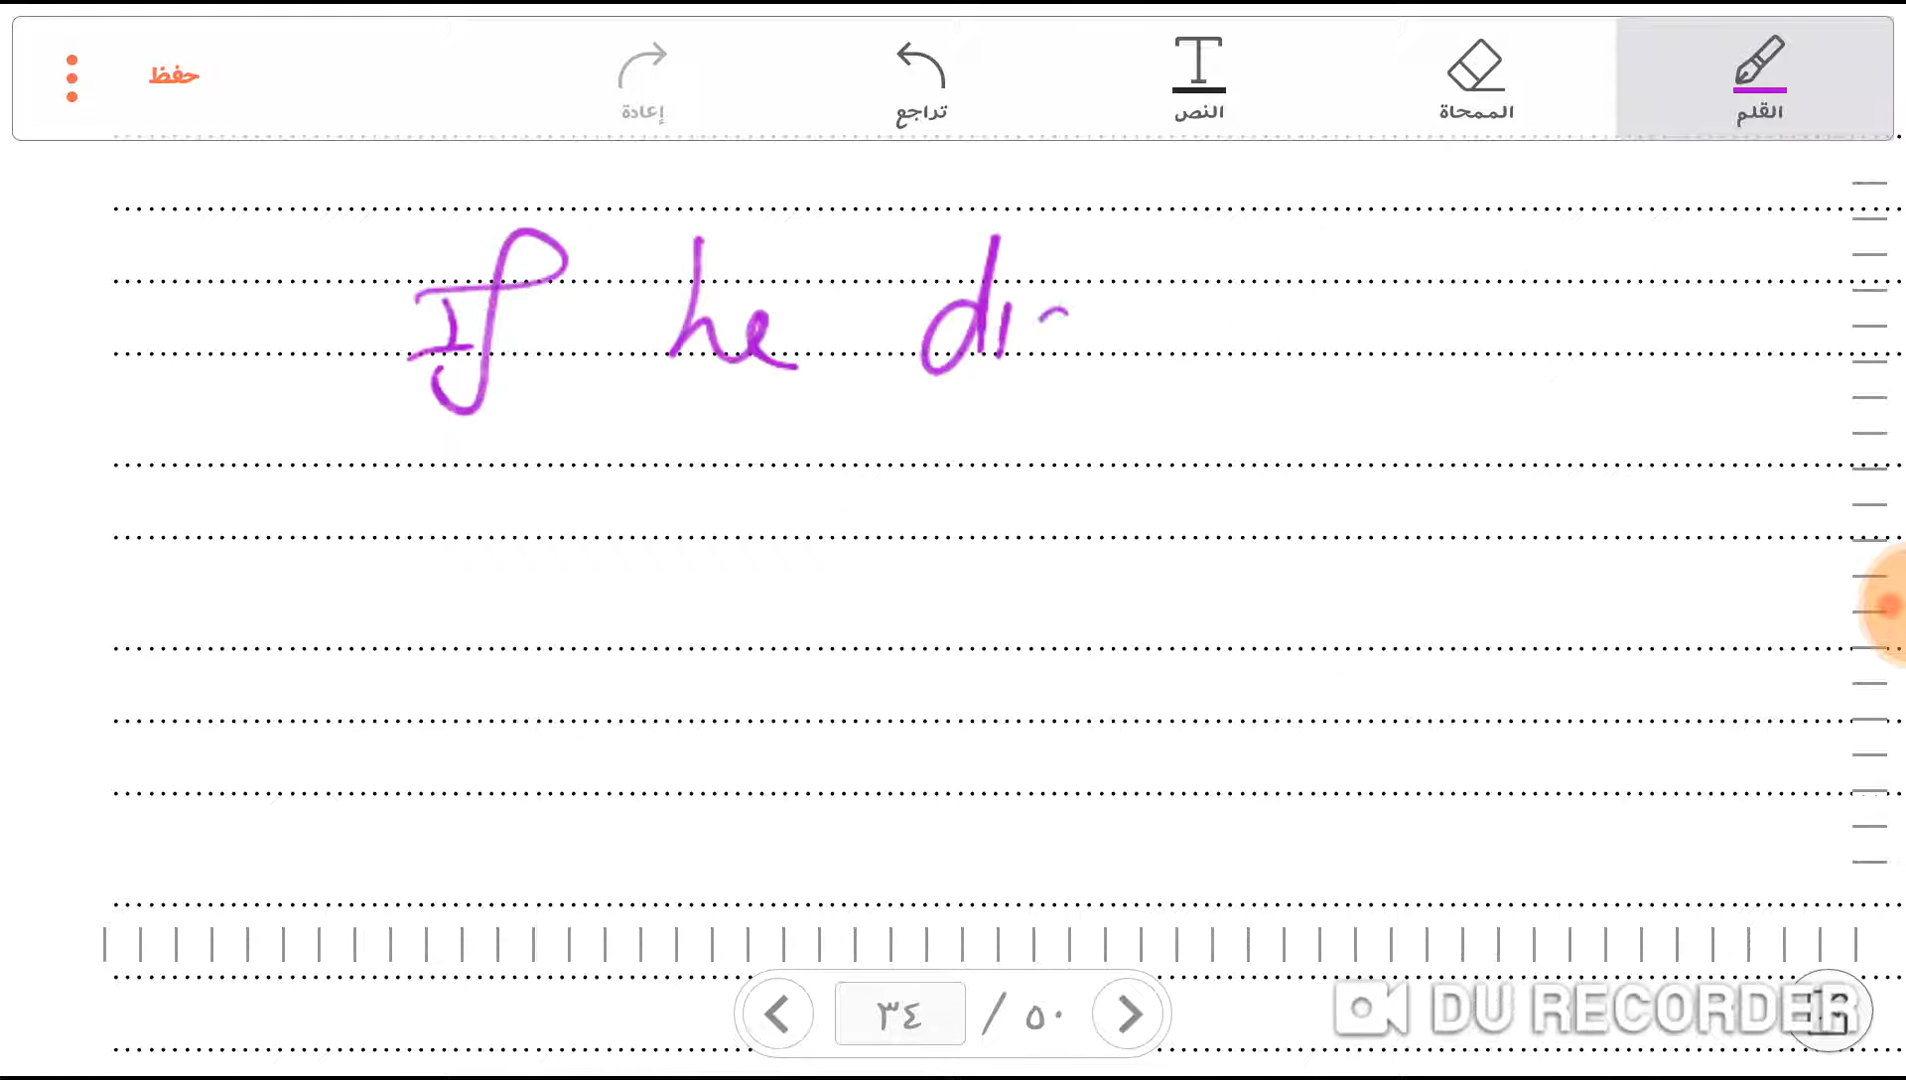 حفظ
إعادة
تراجع
النص
الممحاة
القلم
If he di
٣٤ / ٥٠
DU RECORDER